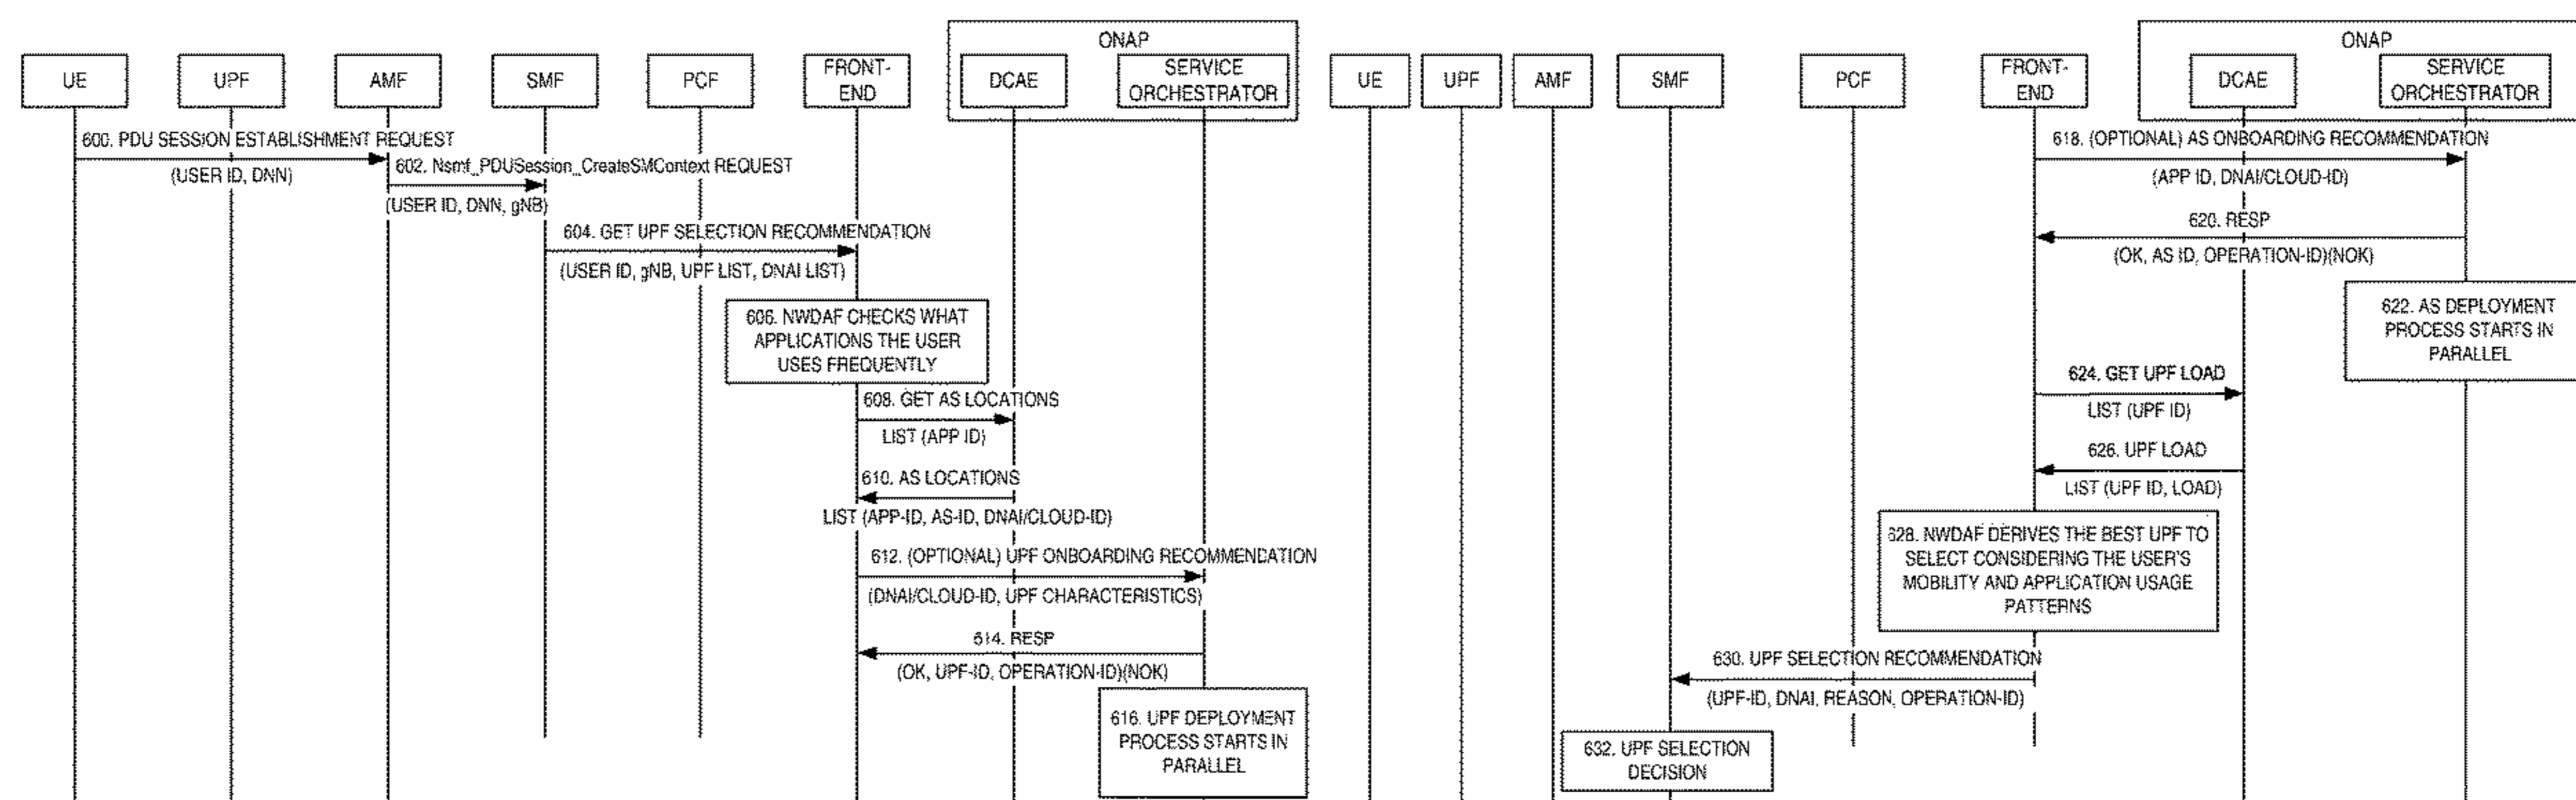 ONAP
UE
UPF
AMF
SMF
PCF
FRONT-
END
DCAE
SERVICE
ORCHESTRATOR
600. PDU SESSION ESTABLISHMENT REQUEST
(USER ID, DNN)
602. Nsmf_PDUSession_CreateSMContext REQUEST
(USER ID, DNN, gNB)
604. GET UPF SELECTION RECOMMENDATION
(USER ID, gNB, UPF LIST, DNAI LIST)
606. NWDAF CHECKS WHAT
APPLICATIONS THE USER
USES FREQUENTLY
608. GET AS LOCATIONS
LIST (APP ID)
610. AS LOCATIONS
LIST (APP-ID, AS-ID, DNAI/CLOUD-ID)
612. (OPTIONAL) UPF ONBOARDING RECOMMENDATION
(DNAI/CLOUD-ID, UPF CHARACTERISTICS)
614. RESP
(OK, UPF-ID, OPERATION-ID)(NOK)
616. UPF DEPLOYMENT
PROCESS STARTS IN
PARALLEL
ONAP
UE
UPF
AMF
SMF
PCF
FRONT-
END
DCAE
SERVICE
ORCHESTRATOR
618. (OPTIONAL) AS ONBOARDING RECOMMENDATION
(APP ID, DNAI/CLOUD-ID)
620. RESP
(OK, AS ID, OPERATION-ID)(NOK)
622. AS DEPLOYMENT
PROCESS STARTS IN
PARALLEL
624. GET UPF LOAD
LIST (UPF ID)
626. UPF LOAD
LIST (UPF ID, LOAD)
628. NWDAF DERIVES THE BEST UPF TO
SELECT CONSIDERING THE USER'S
MOBILITY AND APPLICATION USAGE
PATTERNS
630. UPF SELECTION RECOMMENDATION
(UPF-ID, DNAI, REASON, OPERATION-ID)
632. UPF SELECTION
DECISION